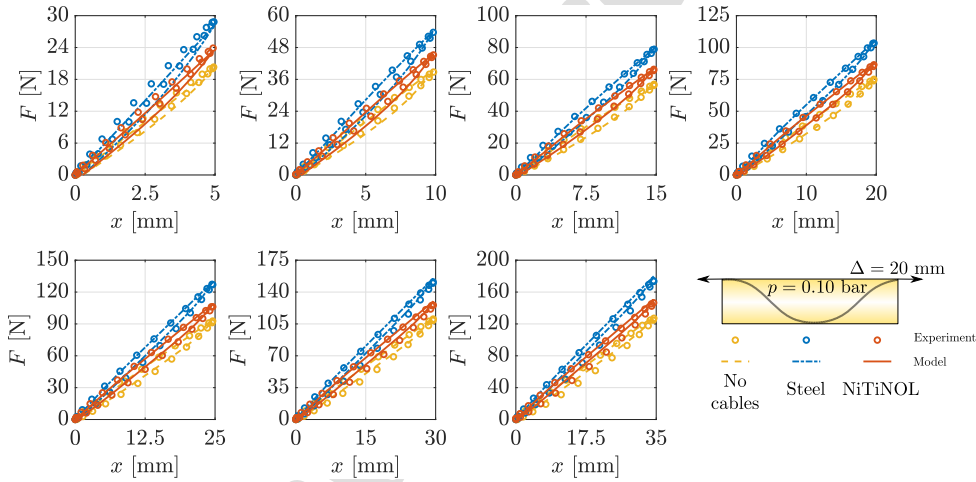 F [N]
30
24
18
12
6
0
0 2.5 5
x [mm]
F [N]
60
48
36
24
12
0
0 5 10
x [mm]
F [N]
100
80
60
40
20
0
0 7.5 15
x [mm]
F [N]
125
100
75
50
25
0
0 10 20
x [mm]
F [N]
150
120
90
60
30
0
0 12.5 25
x [mm]
F [N]
175
140
105
70
35
0
0 15 30
x [mm]
F [N]
200
160
120
80
40
0
0 17.5 35
x [mm]
Δ = 20 mm
p = 0.10 bar
Experiment
Model
No
cables
Steel
NiTiNOL